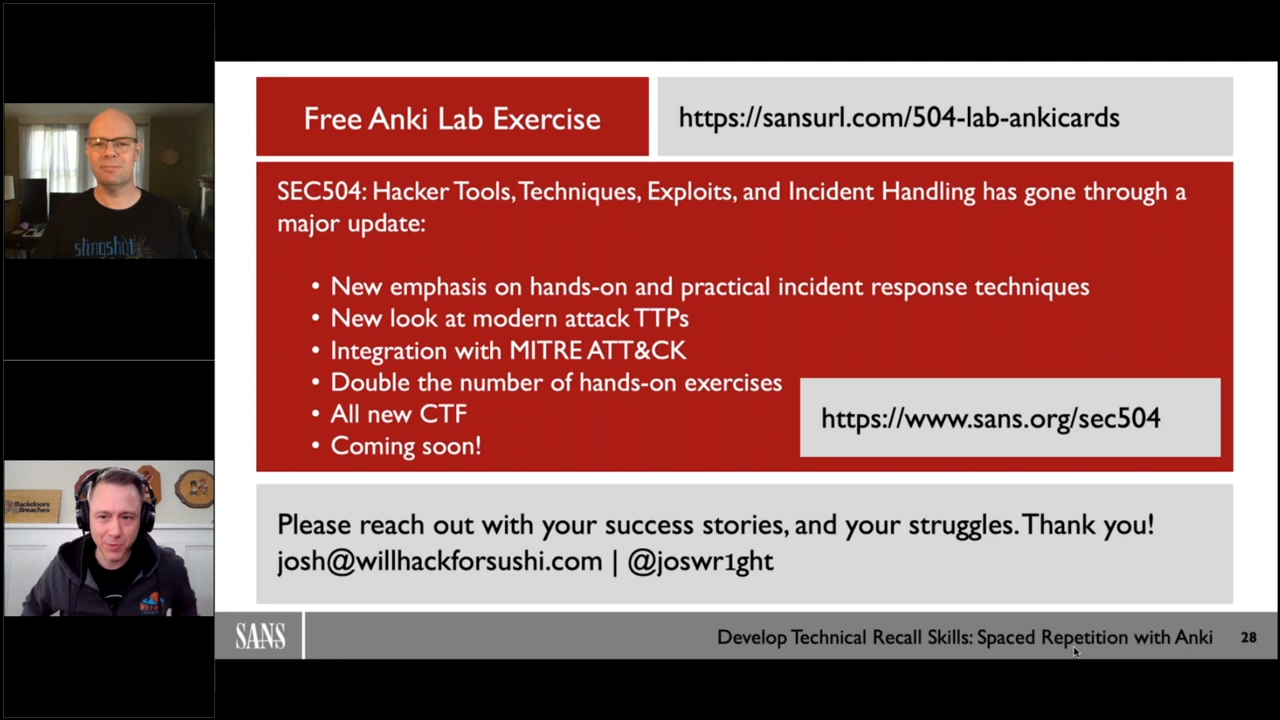 slingshot
Backdoors
Breaches
Free Anki Lab Exercise
https://sansurl.com/504-lab-ankicards
SEC504: Hacker Tools, Techniques, Exploits, and Incident Handling has gone through a
major update:
• New emphasis on hands-on and practical incident response techniques
• New look at modern attack TTPs
• Integration with MITRE ATT&CK
• Double the number of hands-on exercises
• All new CTF
• Coming soon!
https://www.sans.org/sec504
Please reach out with your success stories, and your struggles. Thank you!
josh@willhackforsushi.com | @joswr1ght
SANS
Develop Technical Recall Skills: Spaced Repetition with Anki
28